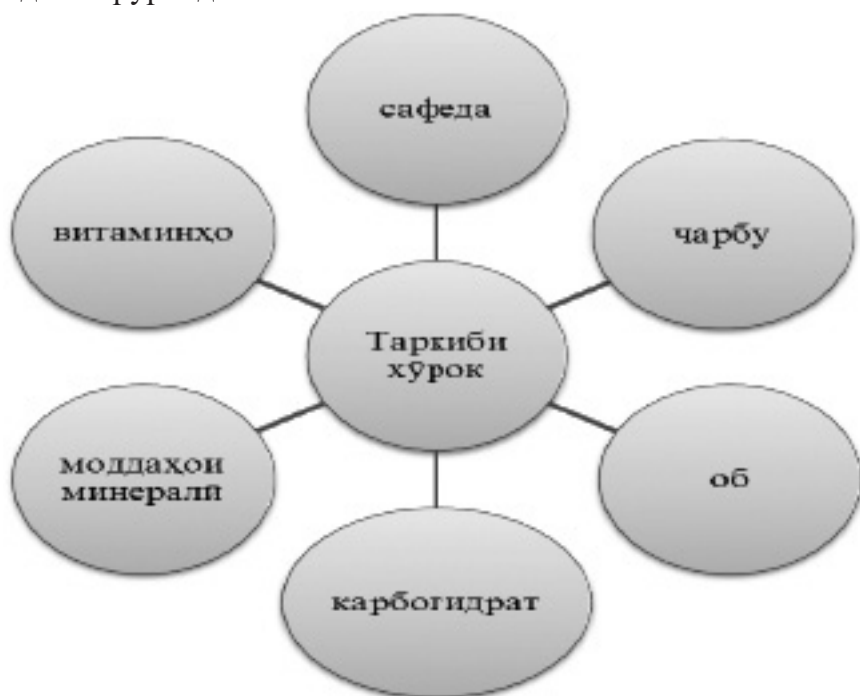 сафеда
витаминҳо
чарбу
Таркиби
хӯрок
моддаҳои
минералӣ
об
карбогидрат